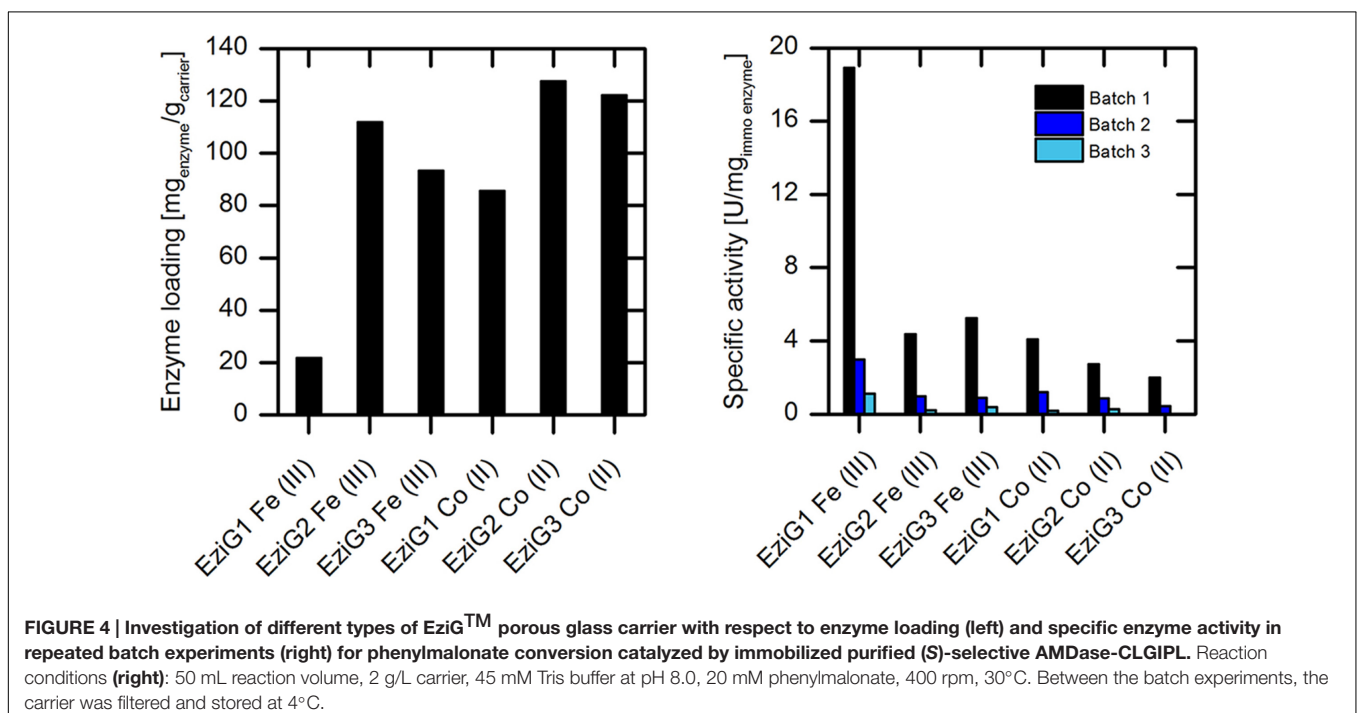 Enzyme loading [mg_enzyme/g_carrier]
140
120
100
80
60
40
20
0
EziG1 Fe (III)
EziG2 Fe (III)
EziG3 Fe (III)
EziG1 Co (II)
EziG2 Co (II)
EziG3 Co (II)
Specific activity [U/mg_immo enzyme]
20
16
12
8
4
0
Batch 1
Batch 2
Batch 3
EziG1 Fe (III)
EziG2 Fe (III)
EziG3 Fe (III)
EziG1 Co (II)
EziG2 Co (II)
EziG3 Co (II)
FIGURE 4 | Investigation of different types of EziG™ porous glass carrier with respect to enzyme loading (left) and specific enzyme activity in
repeated batch experiments (right) for phenylmalonate conversion catalyzed by immobilized purified (S)-selective AMDase-CLGIPL. Reaction
conditions (right): 50 mL reaction volume, 2 g/L carrier, 45 mM Tris buffer at pH 8.0, 20 mM phenylmalonate, 400 rpm, 30°C. Between the batch experiments, the
carrier was filtered and stored at 4°C.